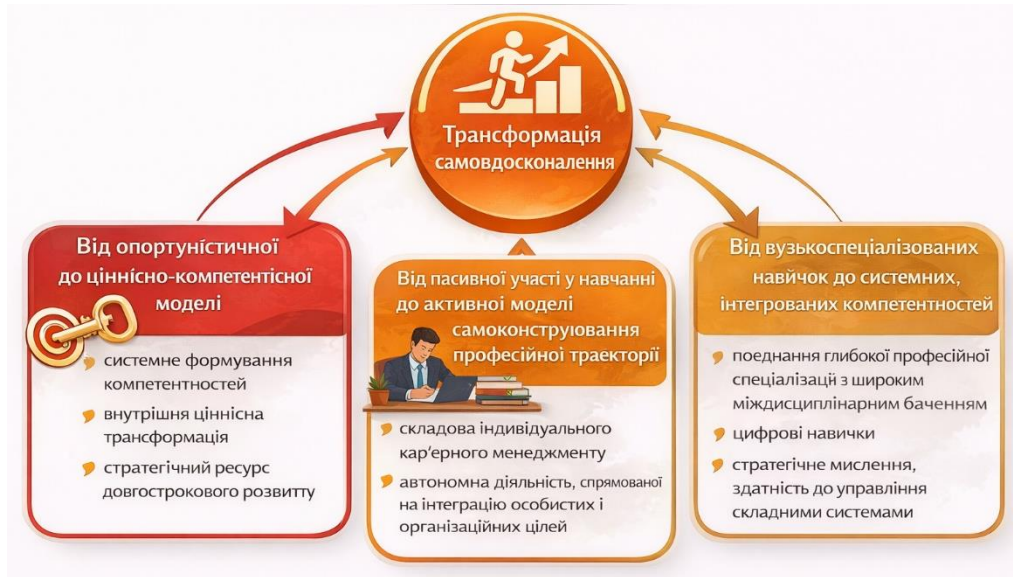 Трансформація
самовдосконалення
Від опортуністичної
до ціннісно-компетентісної
моделі
системне формування
компетентностей
внутрішня ціннісна
трансформація
стратегічний ресурс
довгострокового розвитту
Від пасивної участі у навчанні
до активної моделі
самоконструювання
професійної траєкторії
складова індивідуального
кар'єрного менеджменту
автономна діяльність, спрямованої
на інтеграцію особистих і
організаційних цілей
Від вузькоспеціалізованих
навйчок до системних,
інтегрованих компетентностей
поєднання глибокої професійної
спеціалізації з широким
міждисциплінарним баченням
цифрові навички
стратегічне мислення,
здатність до управління
складними системами